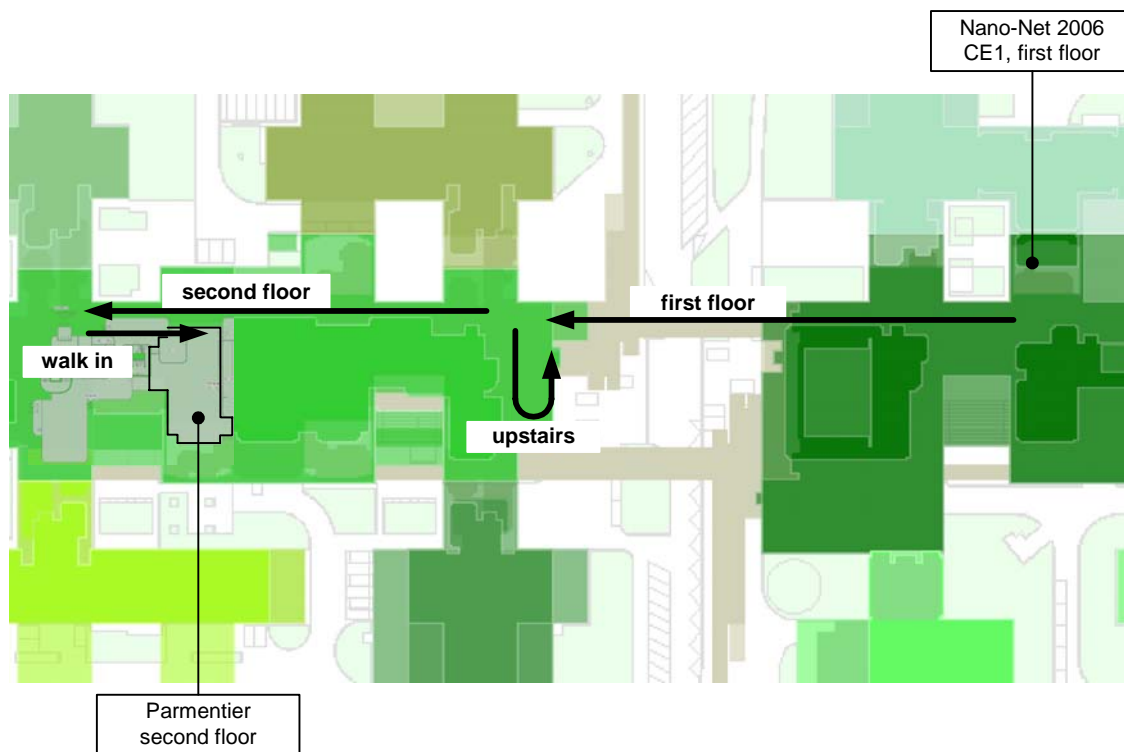 Nano-Net 2006
CE1, first floor
second floor
first floor
walk in
upstairs
Parmentier
second floor